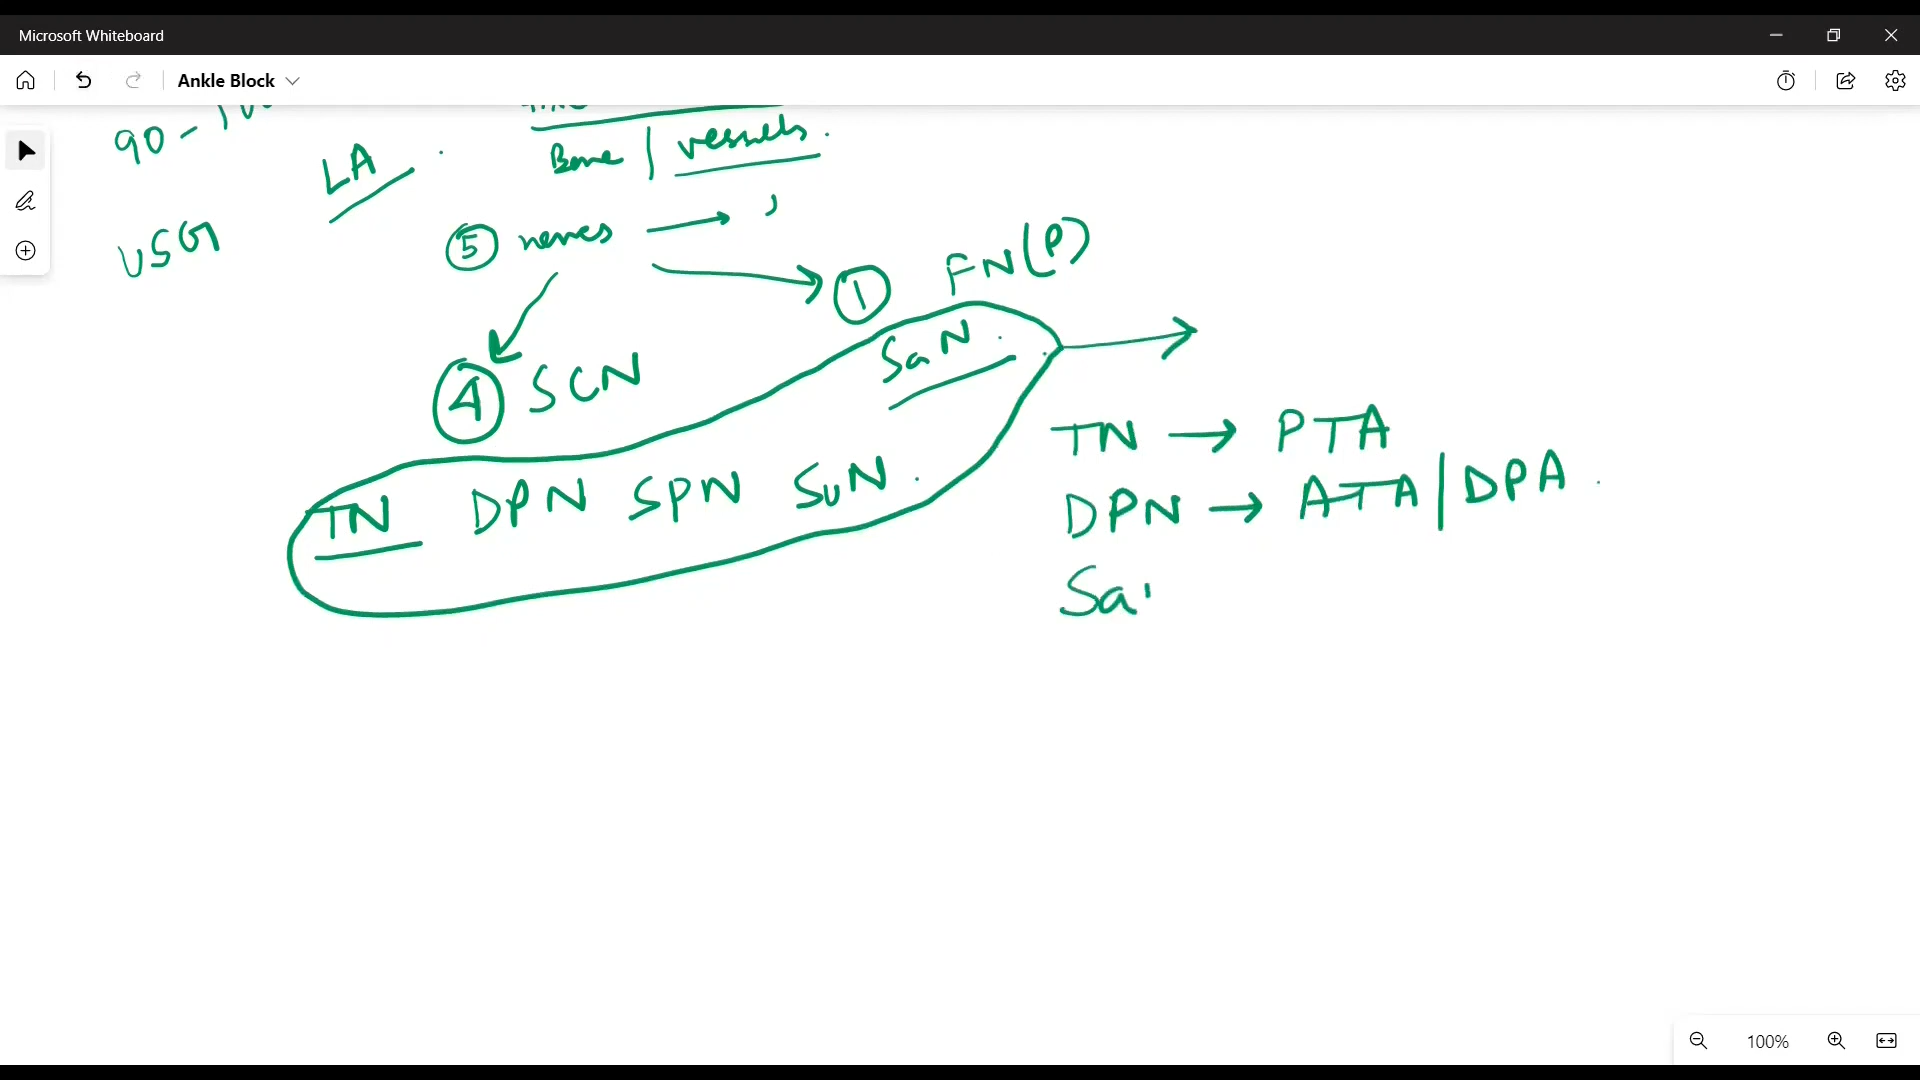 Microsoft Whiteboard
Ankle Block
90 -
LA .
Bone | vessels .
USG
5 nerves → ,
1 FN(P)
SaN .
4 SCN
TN DPN SPN SuN .
TN → PTA
DPN → ATA | DPA .
Sa
100%